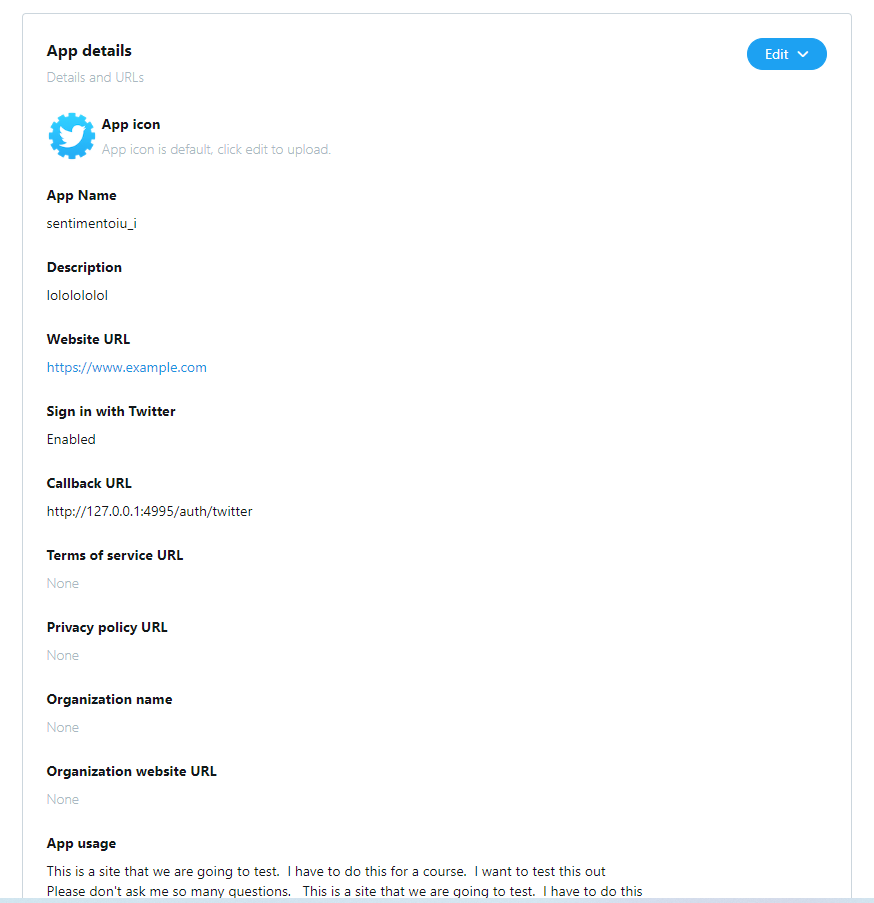 App details
Edit
Details and URLs
App icon
App icon is default, click edit to upload.
App Name
sentimentoiu_i
Description
lolololololol
Website URL
https://www.example.com
Sign in with Twitter
Enabled
Callback URL
http://127.0.0.1:4995/auth/twitter
Terms of service URL
None
Privacy policy URL
None
Organization name
None
Organization website URL
None
App usage
This is a site that we are going to test.  I have to do this for a course.  I want to test this out
Please don't ask me so many questions.   This is a site that we are going to test.  I have to do this